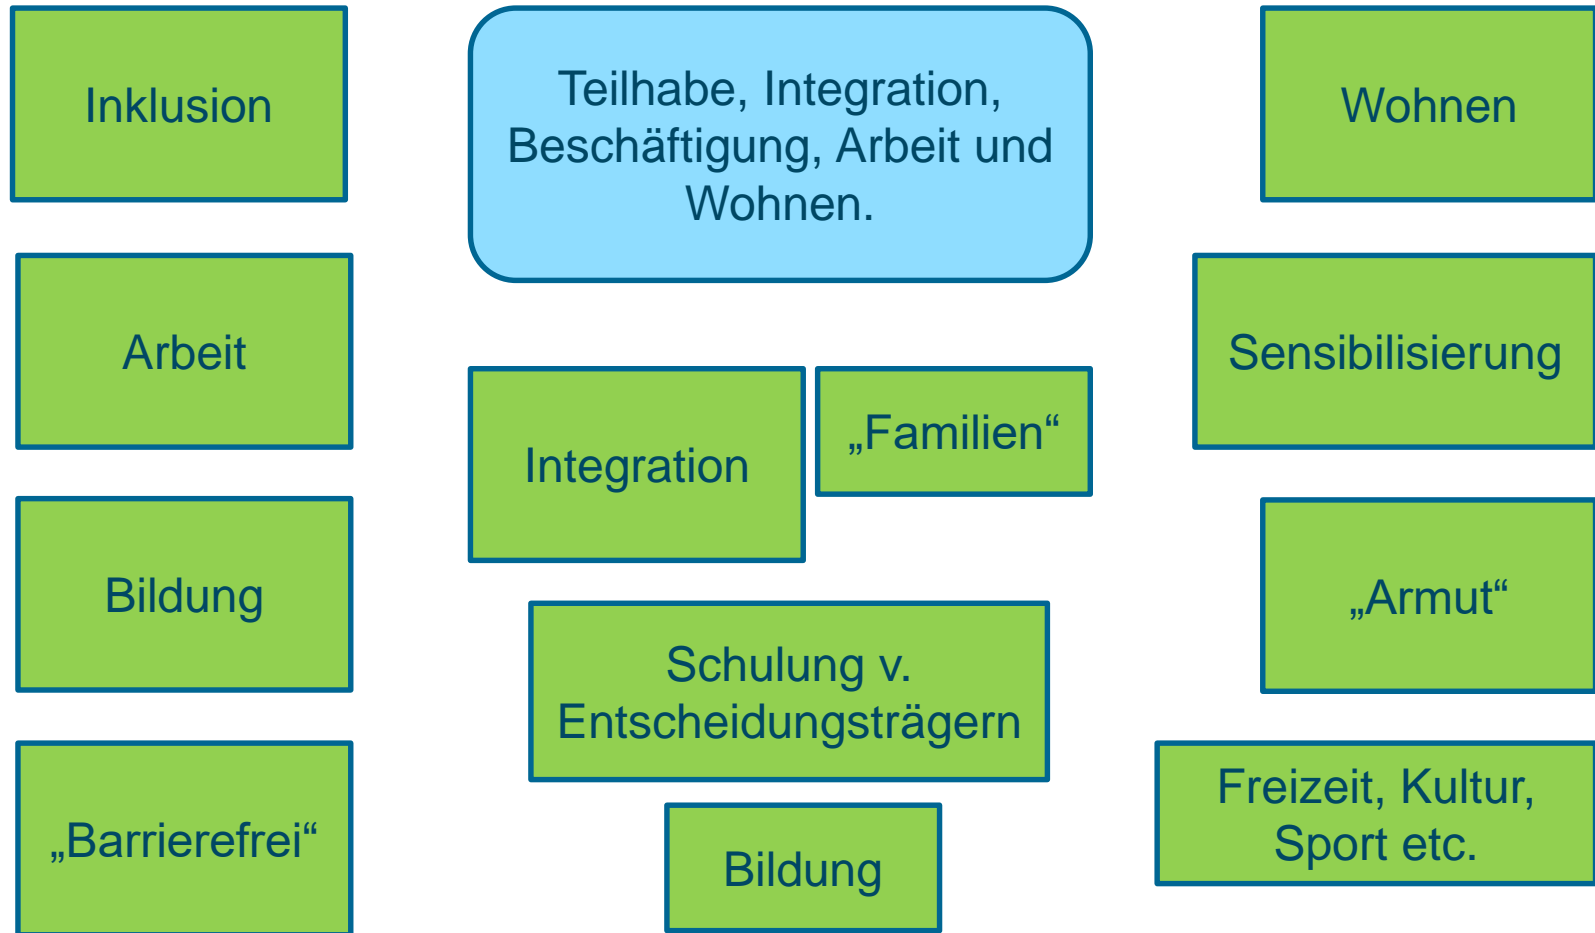 Inklusion
Teilhabe, Integration,
Beschäftigung, Arbeit und
Wohnen.
Wohnen
Arbeit
Sensibilisierung
Integration
„Familien“
Bildung
„Armut“
Schulung v.
Entscheidungsträgern
„Barrierefrei“
Freizeit, Kultur,
Sport etc.
Bildung